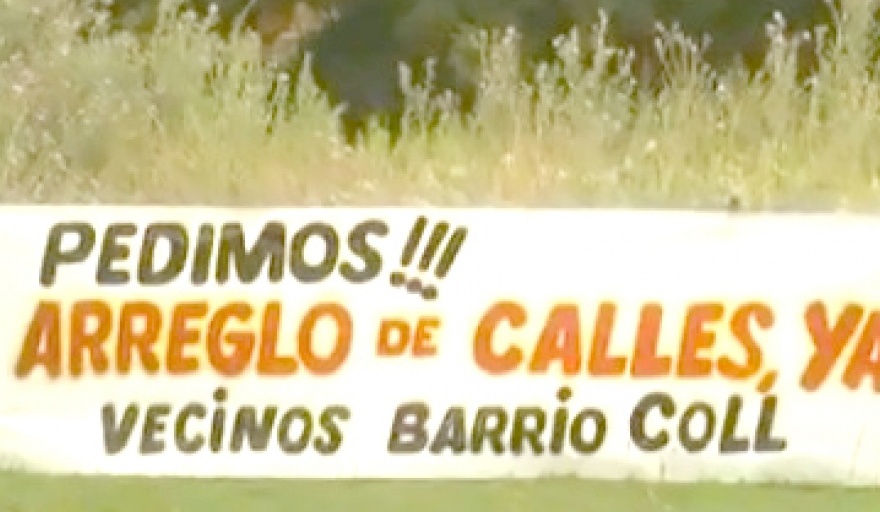 PEDIMOS!!!
ARREGLO DE CALLES, YA
VECiNOS BARRiO COLL